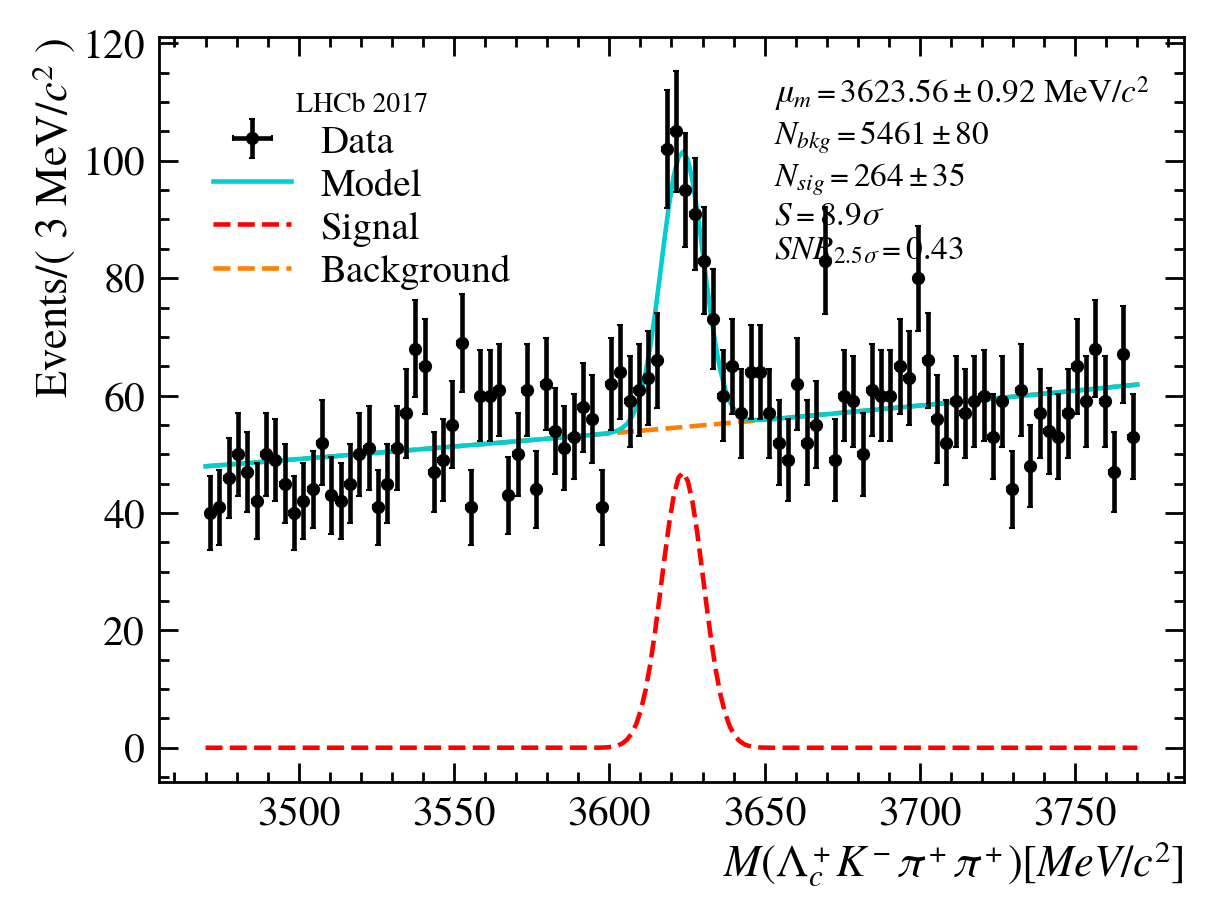 Events/( 3 MeV/c² )
120
100
80
60
40
20
0
LHCb 2017
Data
Model
Signal
Background
μ_m = 3623.56 ± 0.92 MeV/c²
N_bkg = 5461 ± 80
N_sig = 264 ± 35
S = 8.9σ
SNR_2.5σ = 0.43
3500 3550 3600 3650 3700 3750
M(Λ_c⁺K⁻π⁺π⁺)[MeV/c²]